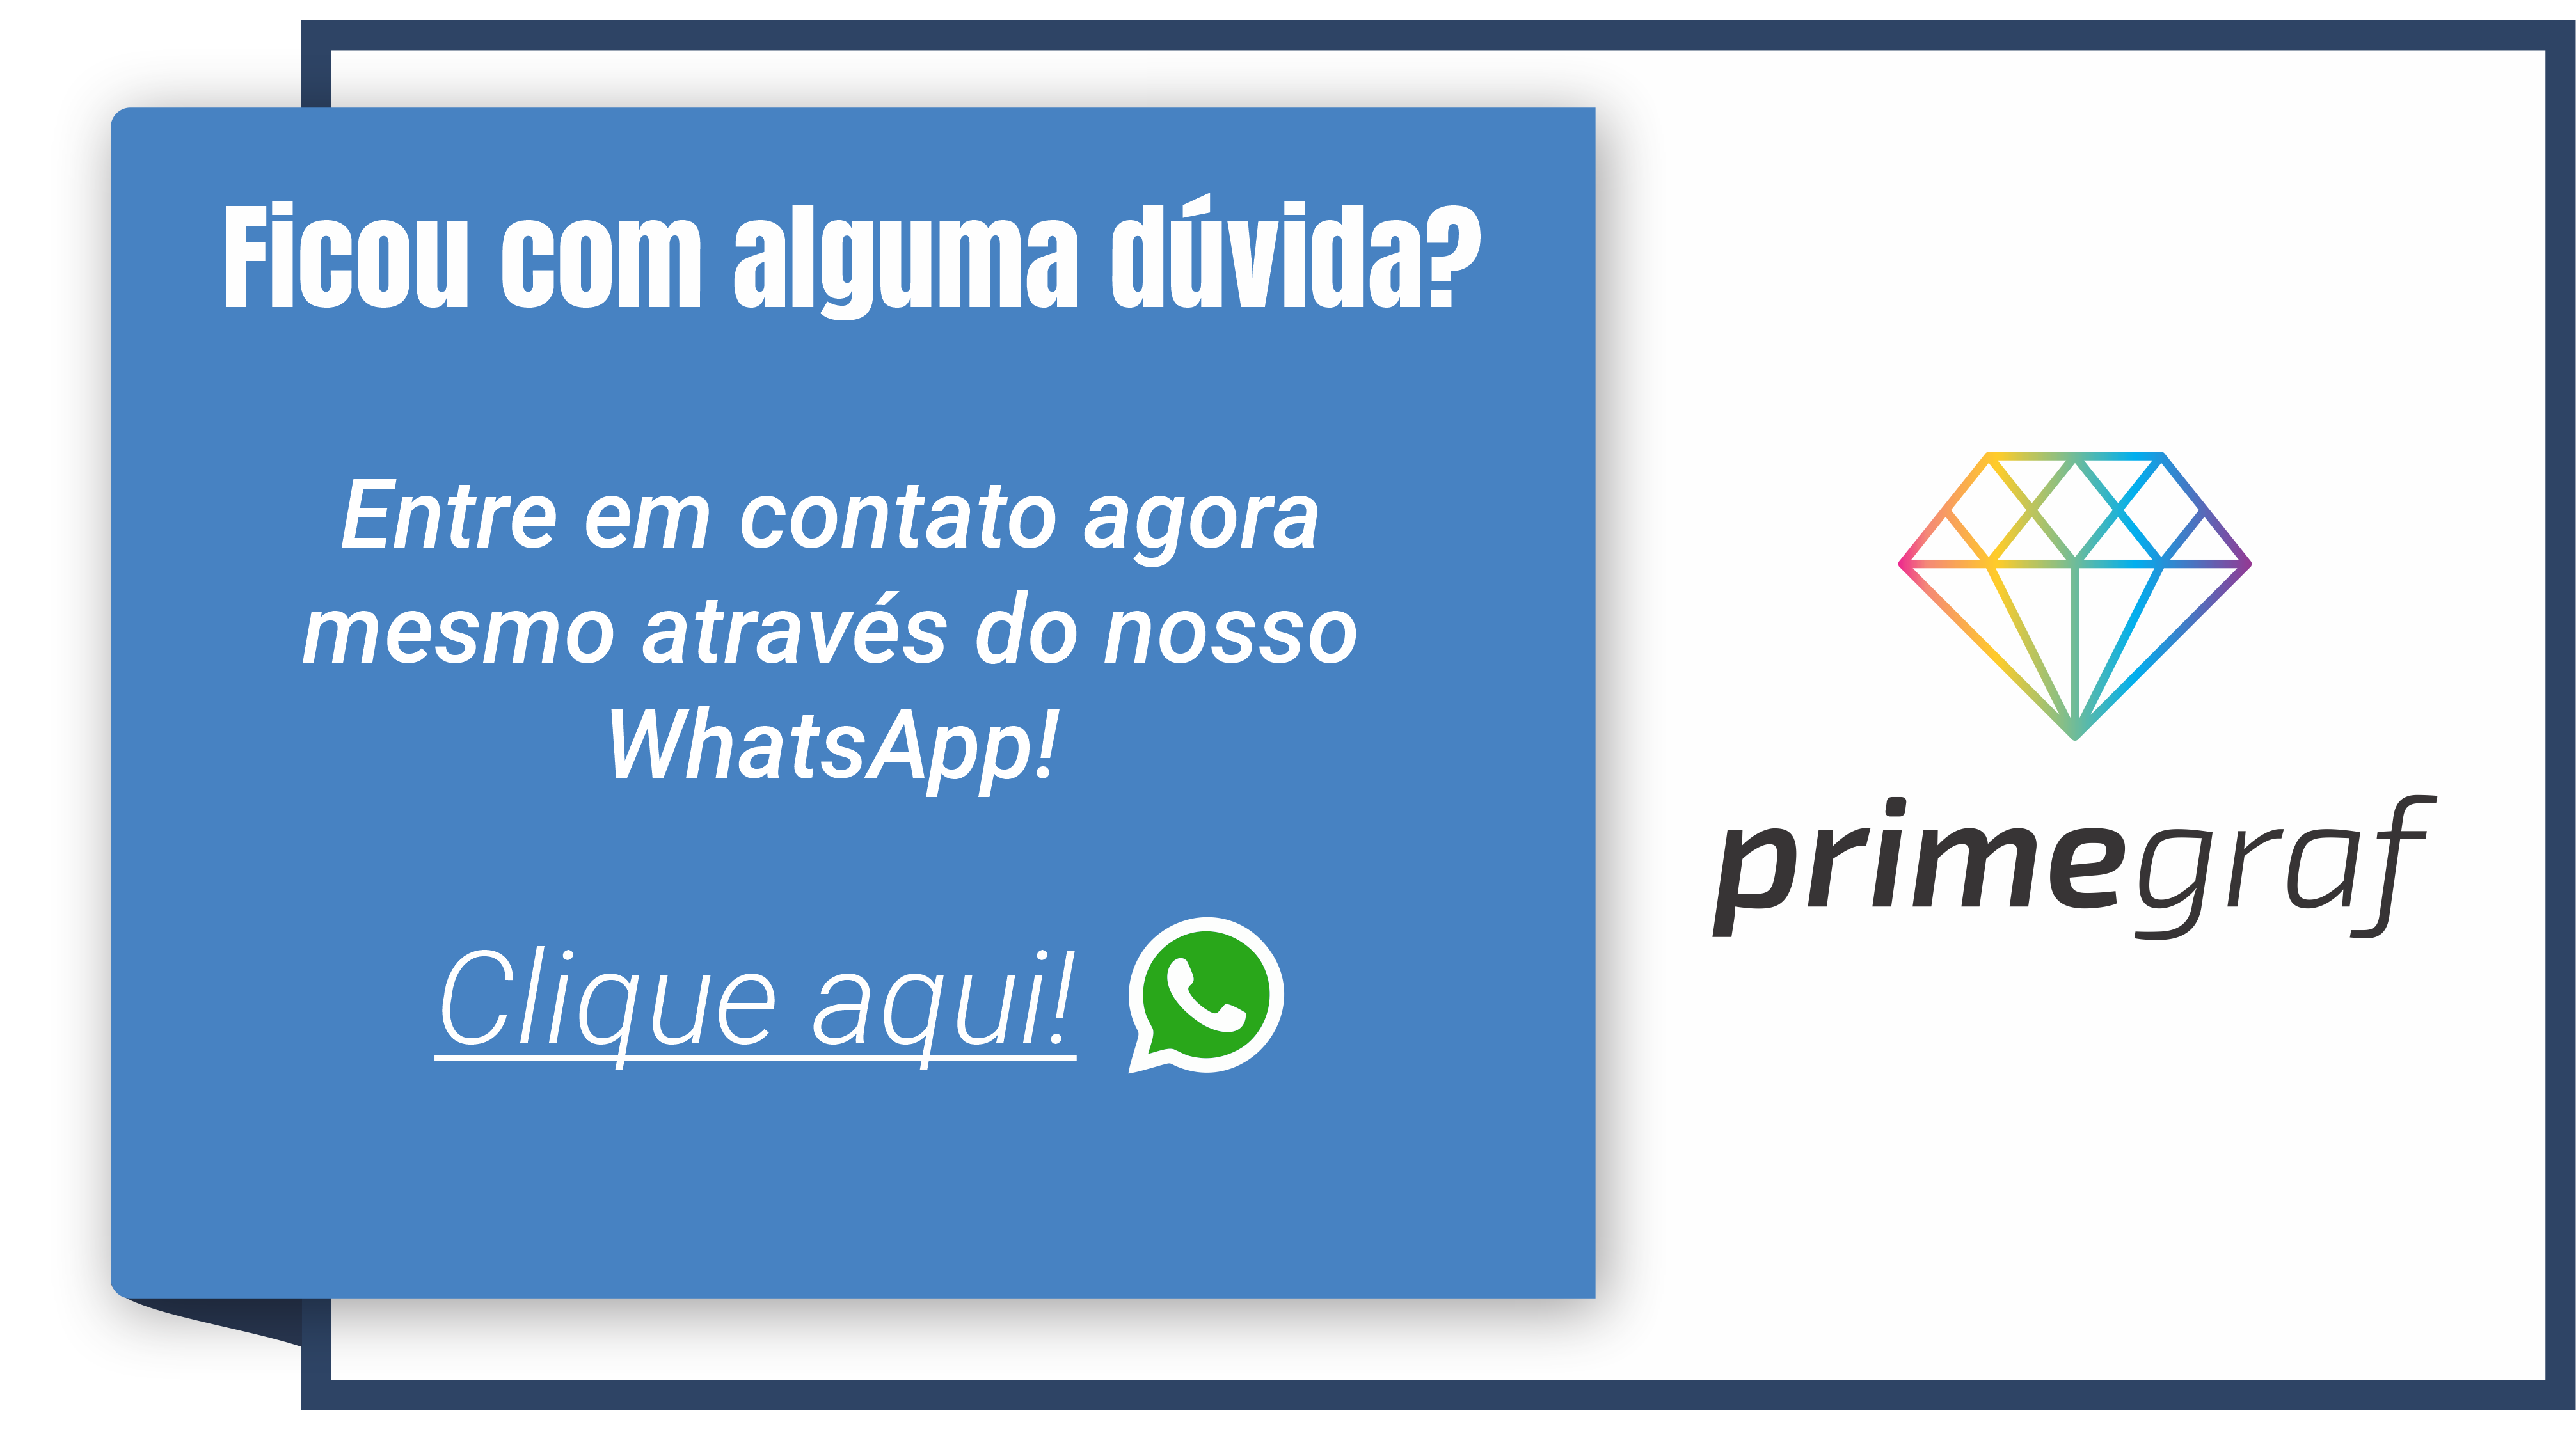 Ficou com alguma dúvida?
Entre em contato agora
mesmo através do nosso
WhatsApp!
Clique aqui!
primegraf